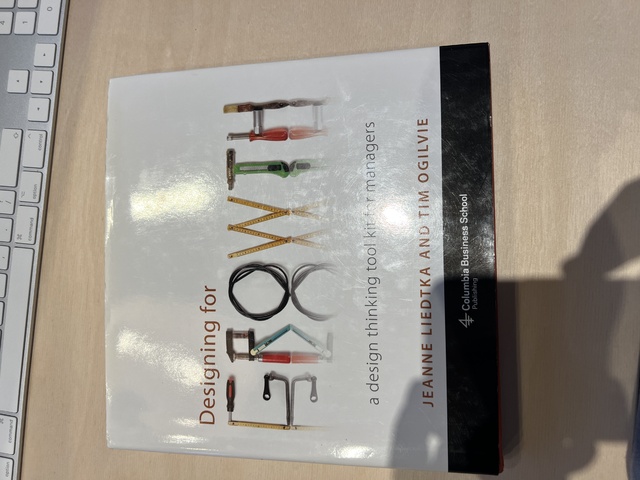 Designing for
GROWTH
a design thinking tool kit for managers
JEANNE LIEDTKA AND TIM OGILVIE
Columbia Business School
Publishing